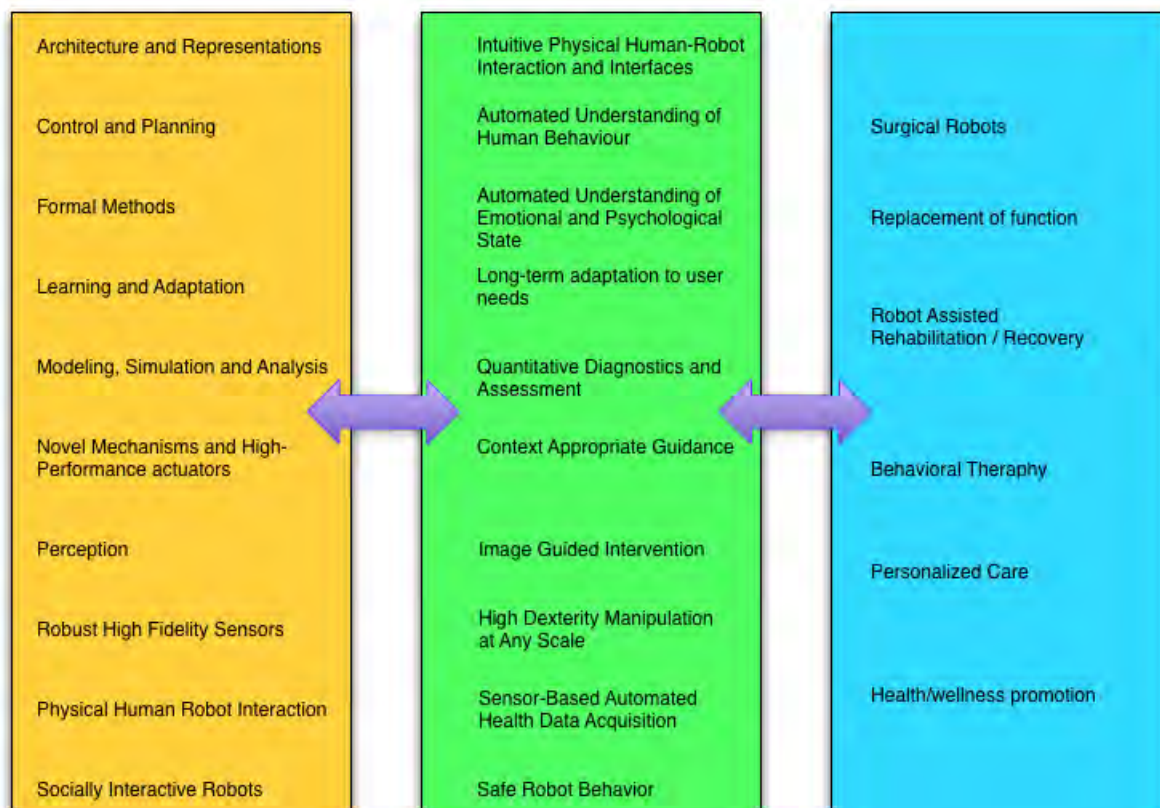 Architecture and Representations
Control and Planning
Formal Methods
Learning and Adaptation
Modeling, Simulation and Analysis
Novel Mechanisms and High-
Performance actuators
Perception
Robust High Fidelity Sensors
Physical Human Robot Interaction
Socially Interactive Robots
Intuitive Physical Human-Robot
Interaction and Interfaces
Automated Understanding of
Human Behaviour
Automated Understanding of
Emotional and Psychological
State
Long-term adaptation to user
needs
Quantitative Diagnostics and
Assessment
Context Appropriate Guidance
Image Guided Intervention
High Dexterity Manipulation
at Any Scale
Sensor-Based Automated
Health Data Acquisition
Safe Robot Behavior
Surgical Robots
Replacement of function
Robot Assisted
Rehabilitation / Recovery
Behavioral Theraphy
Personalized Care
Health/wellness promotion